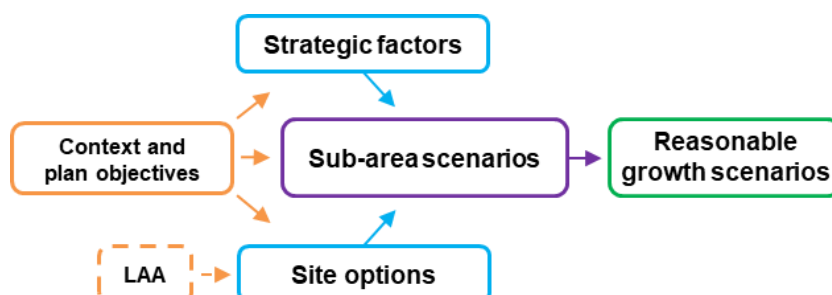 Strategic factors
Context and
plan objectives
Sub-area scenarios
Reasonable
growth scenarios
LAA
Site options